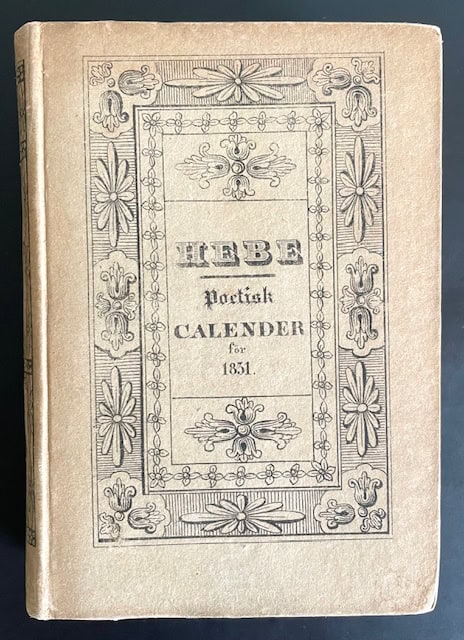 HEBE
Poetisk
CALENDER
for
1831.